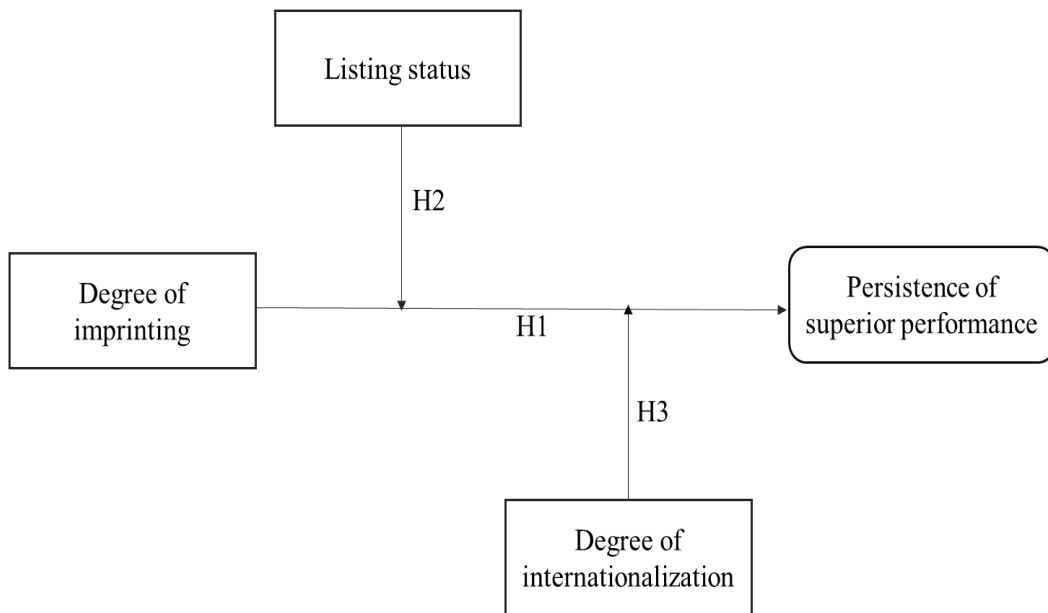 Listing status
H2
Degree of
imprinting
H1
Persistence of
superior performance
H3
Degree of
internationalization